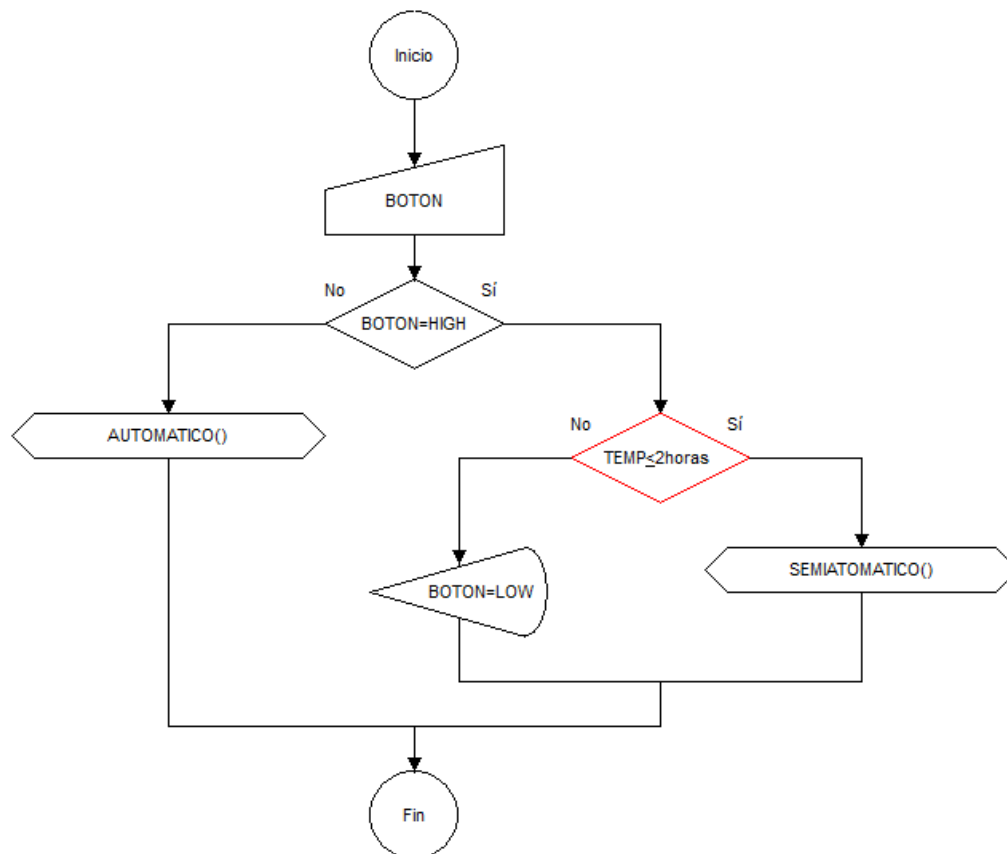 Inicio
BOTON
No
Sí
BOTON=HIGH
AUTOMATICO()
No
Sí
TEMP≤2horas
BOTON=LOW
SEMIATOMATICO()
Fin